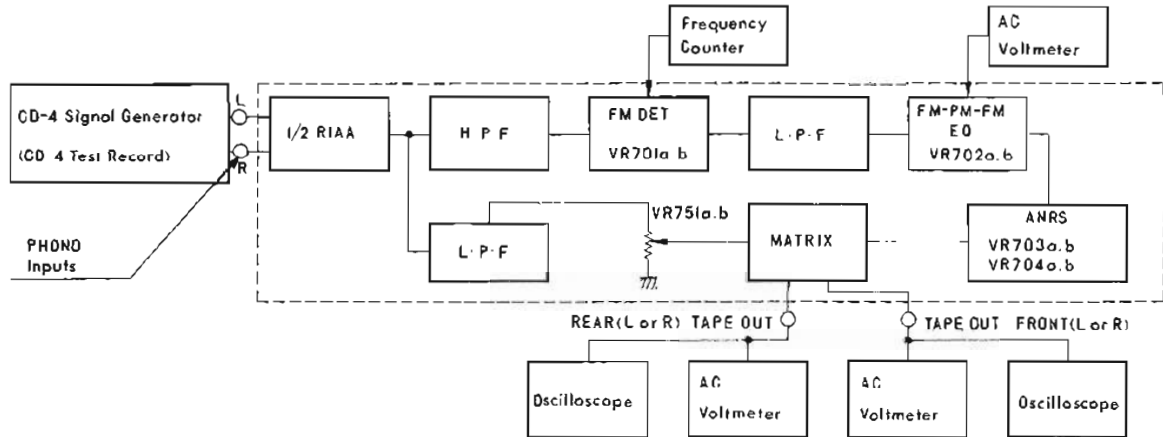 Frequency
Counter
AC
Voltmeter
CD-4 Signal Generator
(CD-4 Test Record)
L
R
1/2 RIAA
H P F
FM DET
VR701a.b
L·P·F
FM-PM-FM
EQ
VR702a.b
PHONO
Inputs
L·P·F
VR751a.b
MATRIX
ANRS
VR703a.b
VR704a.b
REAR(L or R) TAPE OUT
TAPE OUT FRONT(L or R)
Oscilloscope
AC
Voltmeter
AC
Voltmeter
Oscilloscope